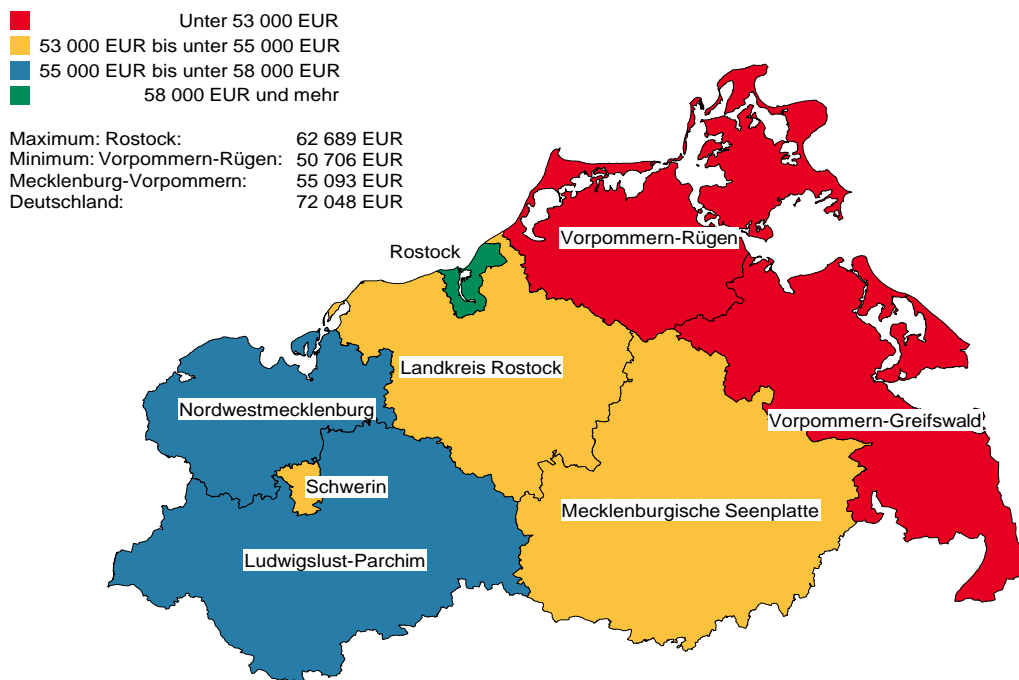 Unter 53 000 EUR
53 000 EUR bis unter 55 000 EUR
55 000 EUR bis unter 58 000 EUR
58 000 EUR und mehr
Maximum: Rostock: 62 689 EUR
Minimum: Vorpommern-Rügen: 50 706 EUR
Mecklenburg-Vorpommern: 55 093 EUR
Deutschland: 72 048 EUR
Vorpommern-Rügen
Rostock
Landkreis Rostock
Nordwestmecklenburg
Vorpommern-Greifswald
Schwerin
Mecklenburgische Seenplatte
Ludwigslust-Parchim